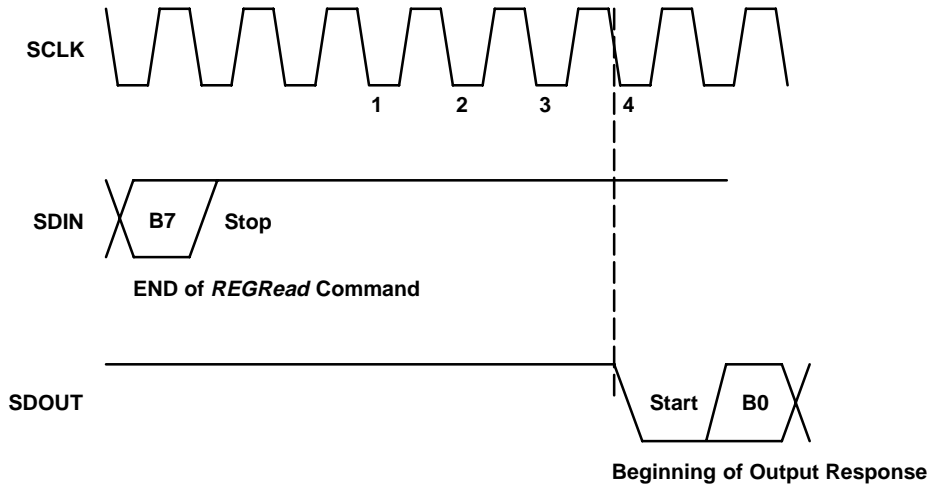 SCLK
1 2 3 4
SDIN
B7 Stop
END of REGRead Command
SDOUT
Start B0
Beginning of Output Response